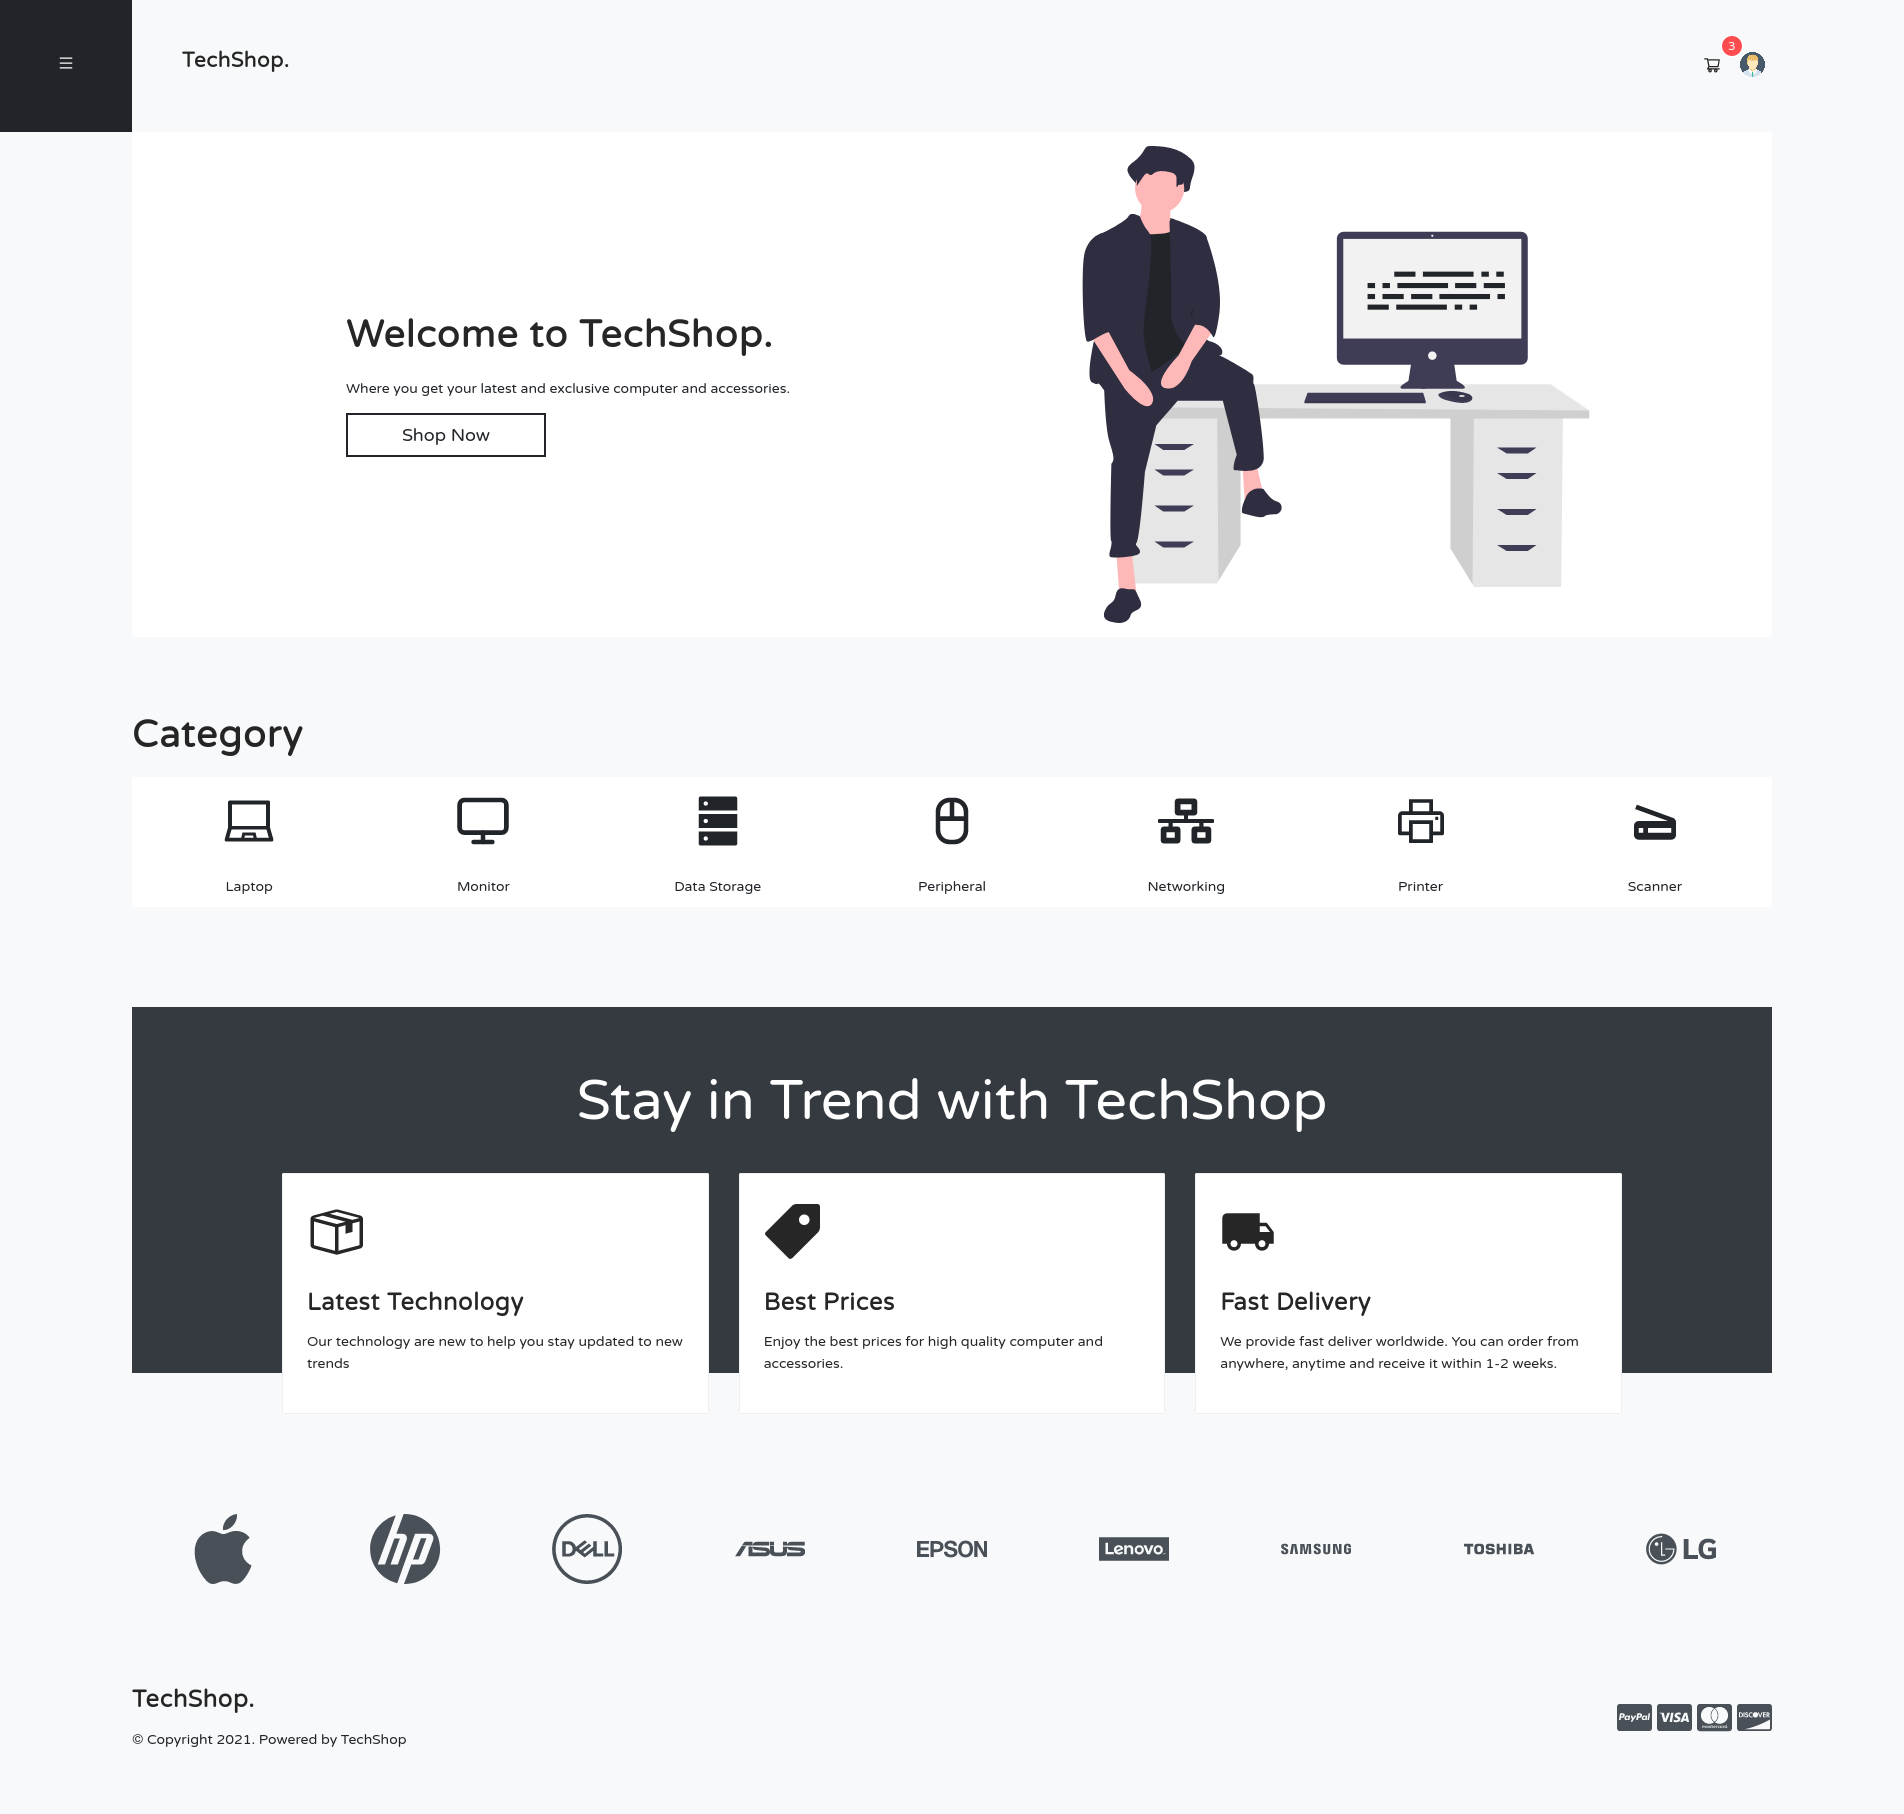 TechShop.
3
Welcome to TechShop.
Where you get your latest and exclusive computer and accessories.
Shop Now
Category
Laptop
Monitor
Data Storage
Peripheral
Networking
Printer
Scanner
Stay in Trend with TechShop
Latest Technology
Our technology are new to help you stay updated to new
trends
Best Prices
Enjoy the best prices for high quality computer and
accessories.
Fast Delivery
We provide fast deliver worldwide. You can order from
anywhere, anytime and receive it within 1-2 weeks.
hp
DELL
ASUS
EPSON
Lenovo
SAMSUNG
TOSHIBA
LG
TechShop.
© Copyright 2021. Powered by TechShop
PayPal
VISA
mastercard
DISCOVER